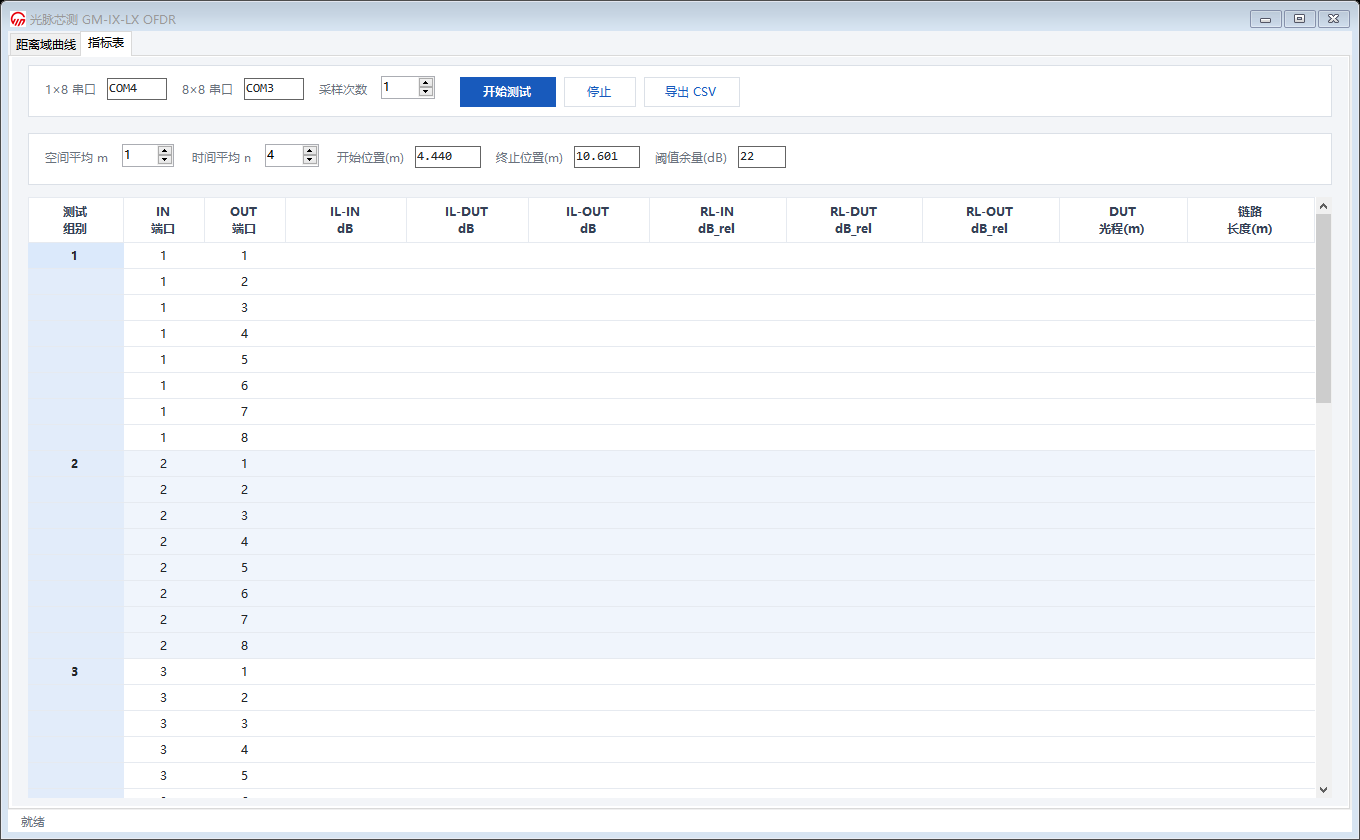 光脉芯测 GM-IX-LX OFDR
距离域曲线 指标表
1×8 串口 COM4 8×8 串口 COM3 采样次数 1 开始测试 停止 导出 CSV
空间平均 m 1 时间平均 n 4 开始位置(m) 4.440 终止位置(m) 10.601 阈值余量(dB) 22
测试 IN OUT IL-IN IL-DUT IL-OUT RL-IN RL-DUT RL-OUT DUT 链路
组别 端口 端口 dB dB dB dB_rel dB_rel dB_rel 光程(m) 长度(m)
1 1 1
1 2
1 3
1 4
1 5
1 6
1 7
1 8
2 2 1
2 2
2 3
2 4
2 5
2 6
2 7
2 8
3 3 1
3 2
3 3
3 4
3 5
就绪